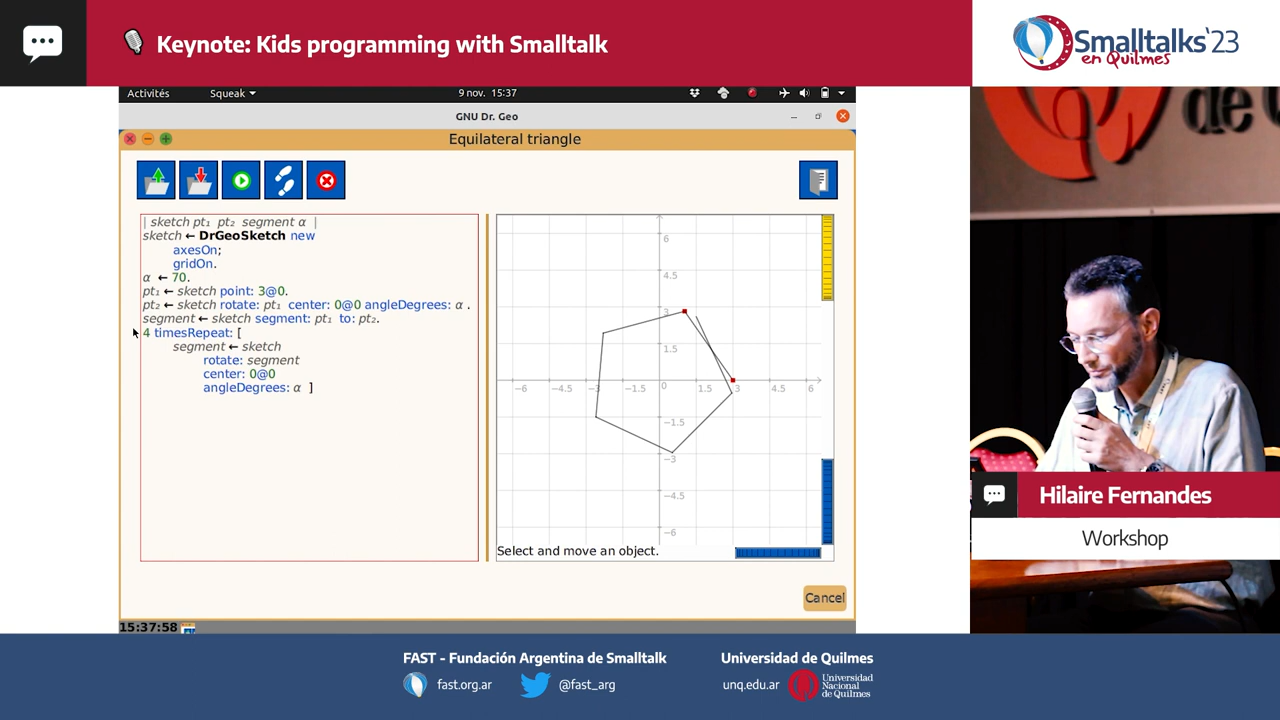 Keynote: Kids programming with Smalltalk
Smalltalks'23
en Quilmes
Activités
Squeak
9 nov. 15:37
GNU Dr. Geo
Equilateral triangle
| sketch pt₁ pt₂ segment α |
sketch ← DrGeoSketch new
axesOn;
gridOn.
α ← 70.
pt₁ ← sketch point: 3@0.
pt₂ ← sketch rotate: pt₁ center: 0@0 angleDegrees: α .
segment ← sketch segment: pt₁ to: pt₂.
4 timesRepeat: [
segment ← sketch
rotate: segment
center: 0@0
angleDegrees: α ]
6
4.5
3
1.5
−6 −4.5 −3 −1.5 0 1.5 3 4.5 6
−1.5
−3
−4.5
−6
Select and move an object.
Cancel
15:37:58
de
Hilaire Fernandes
Workshop
FAST - Fundación Argentina de Smalltalk
fast.org.ar
@fast_arg
Universidad de Quilmes
unq.edu.ar
Universidad
Nacional
de Quilmes